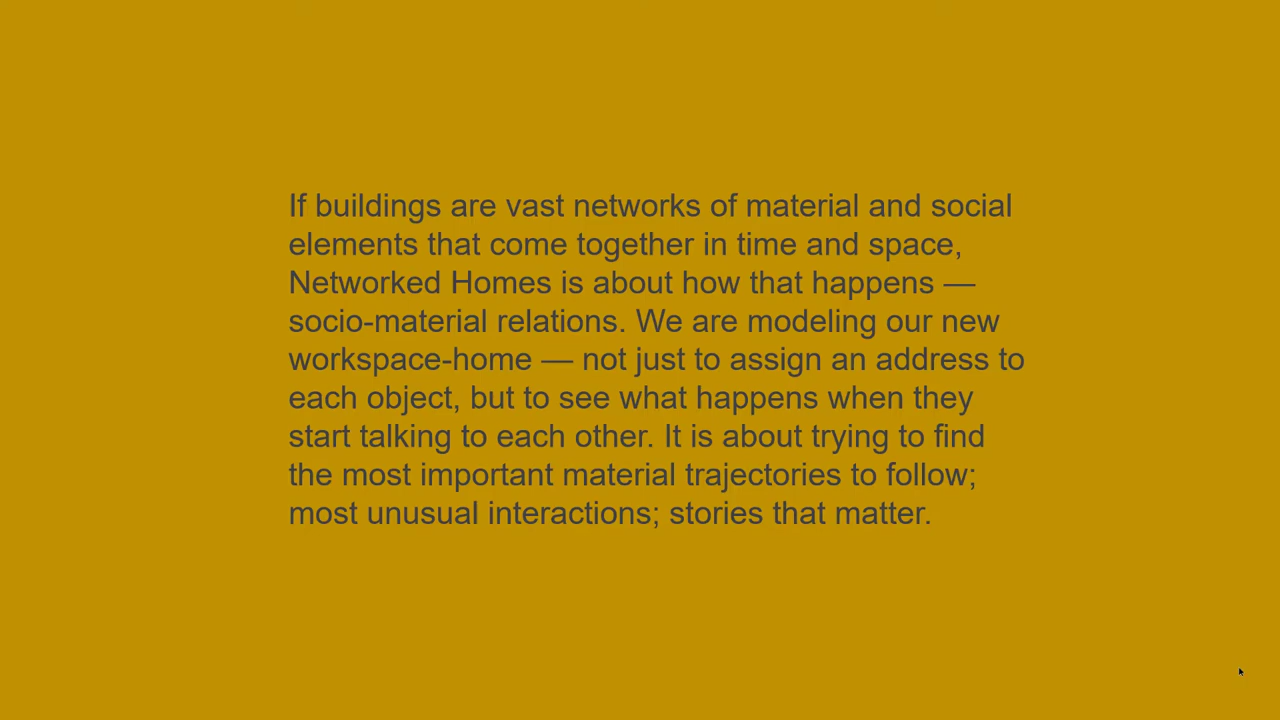 If buildings are vast networks of material and social
elements that come together in time and space,
Networked Homes is about how that happens —
socio-material relations. We are modeling our new
workspace-home — not just to assign an address to
each object, but to see what happens when they
start talking to each other. It is about trying to find
the most important material trajectories to follow;
most unusual interactions; stories that matter.